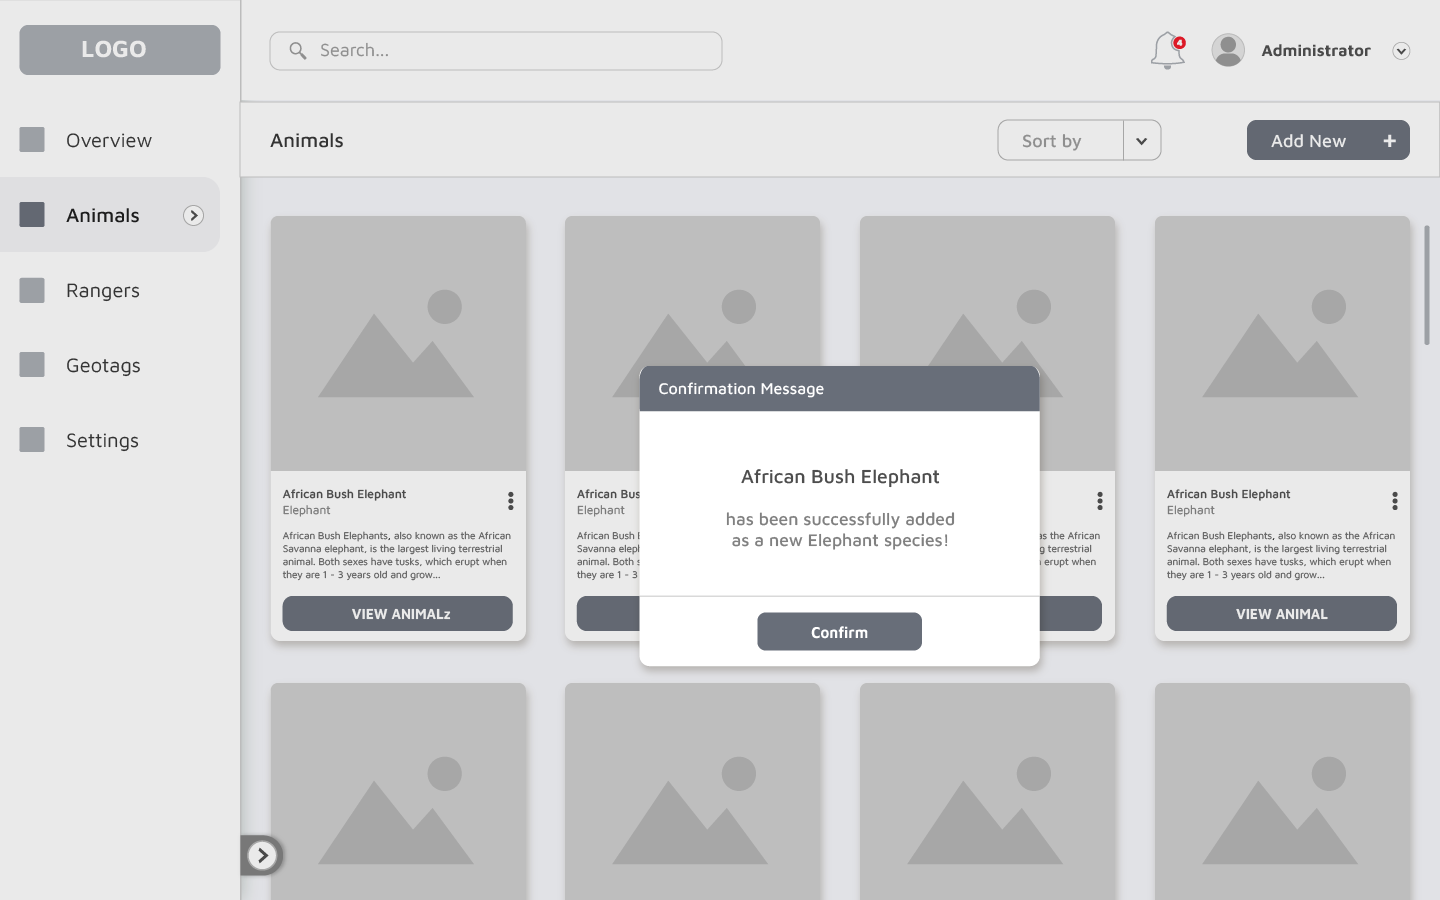 LOGO
Search...
4
Administrator
Overview
Animals
Rangers
Geotags
Settings
Animals
Sort by
Add New +
Confirmation Message
African Bush Elephant
has been successfully added
as a new Elephant species!
Confirm
African Bush Elephant
Elephant
African Bush Elephants, also known as the African
Savanna elephant, is the largest living terrestrial
animal. Both sexes have tusks, which erupt when
they are 1 - 3 years old and grow...
VIEW ANIMALz
African Bus
Elephant
African Bush
Savanna elep
animal. Both s
they are 1 - 3
as the African
g terrestrial
erupt when
African Bush Elephant
Elephant
African Bush Elephants, also known as the African
Savanna elephant, is the largest living terrestrial
animal. Both sexes have tusks, which erupt when
they are 1 - 3 years old and grow...
VIEW ANIMAL